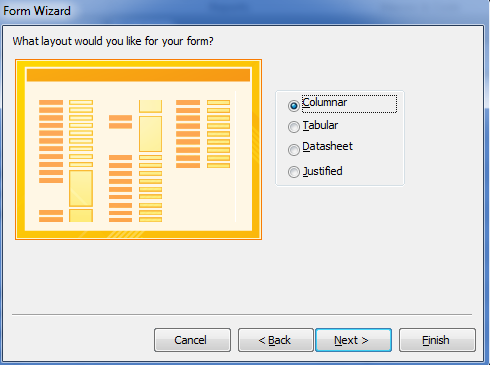 Form Wizard
What layout would you like for your form?
Columnar
Tabular
Datasheet
Justified
Cancel
< Back
Next >
Finish